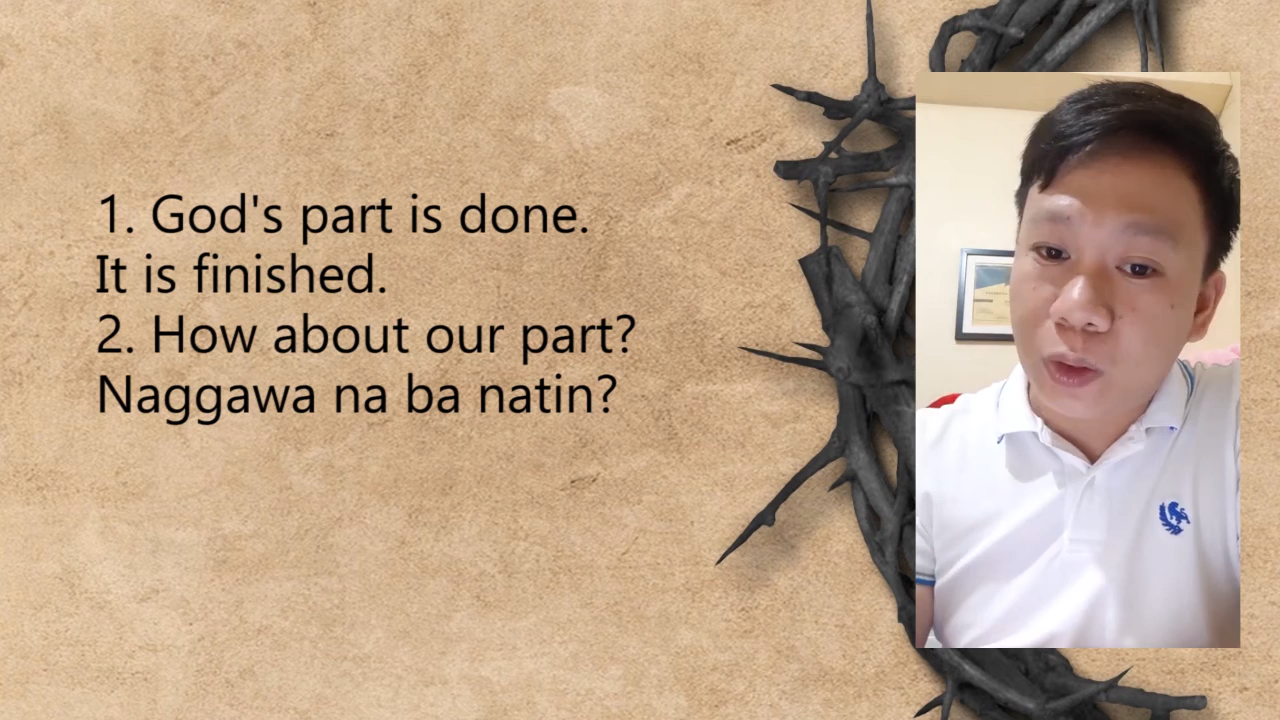 1. God's part is done.
It is finished.
2. How about our part?
Naggawa na ba natin?